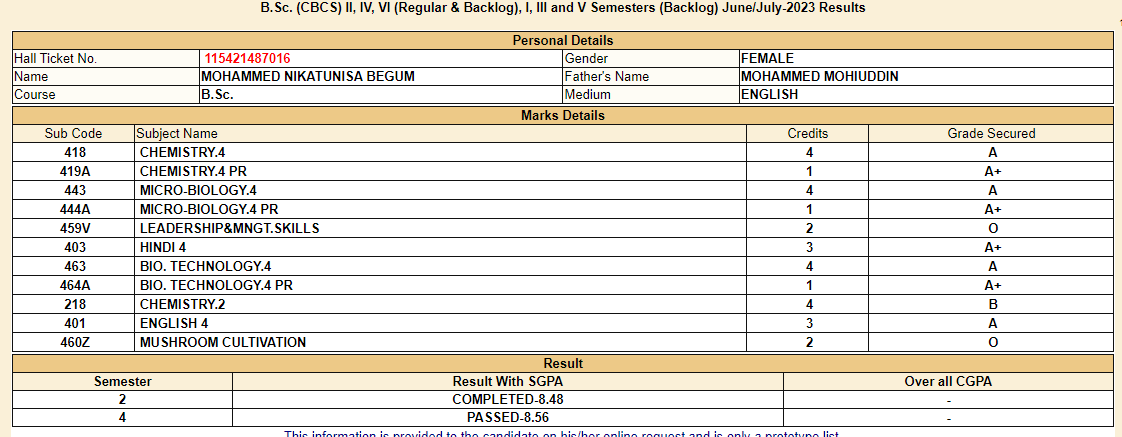 B.Sc. (CBCS) II, IV, VI (Regular & Backlog), I, III and V Semesters (Backlog) June/July-2023 Results
Personal Details
Hall Ticket No. 115421487016 Gender FEMALE
Name MOHAMMED NIKATUNISA BEGUM Father's Name MOHAMMED MOHIUDDIN
Course B.Sc. Medium ENGLISH
Marks Details
Sub Code Subject Name Credits Grade Secured
418 CHEMISTRY.4 4 A
419A CHEMISTRY.4 PR 1 A+
443 MICRO-BIOLOGY.4 4 A
444A MICRO-BIOLOGY.4 PR 1 A+
459V LEADERSHIP&MNGT.SKILLS 2 O
403 HINDI 4 3 A+
463 BIO. TECHNOLOGY.4 4 A
464A BIO. TECHNOLOGY.4 PR 1 A+
218 CHEMISTRY.2 4 B
401 ENGLISH 4 3 A
460Z MUSHROOM CULTIVATION 2 O
Result
Semester Result With SGPA Over all CGPA
2 COMPLETED-8.48 -
4 PASSED-8.56 -
This information is provided to the candidate on his/her online request and is only a prototype list